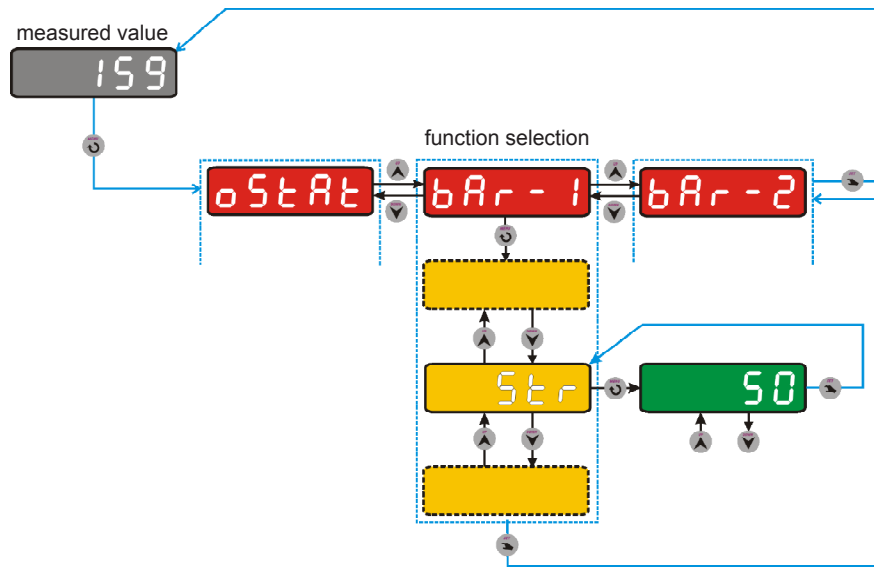 measured value
159
function selection
oStAt
bAr-1
bAr-2
Str
50